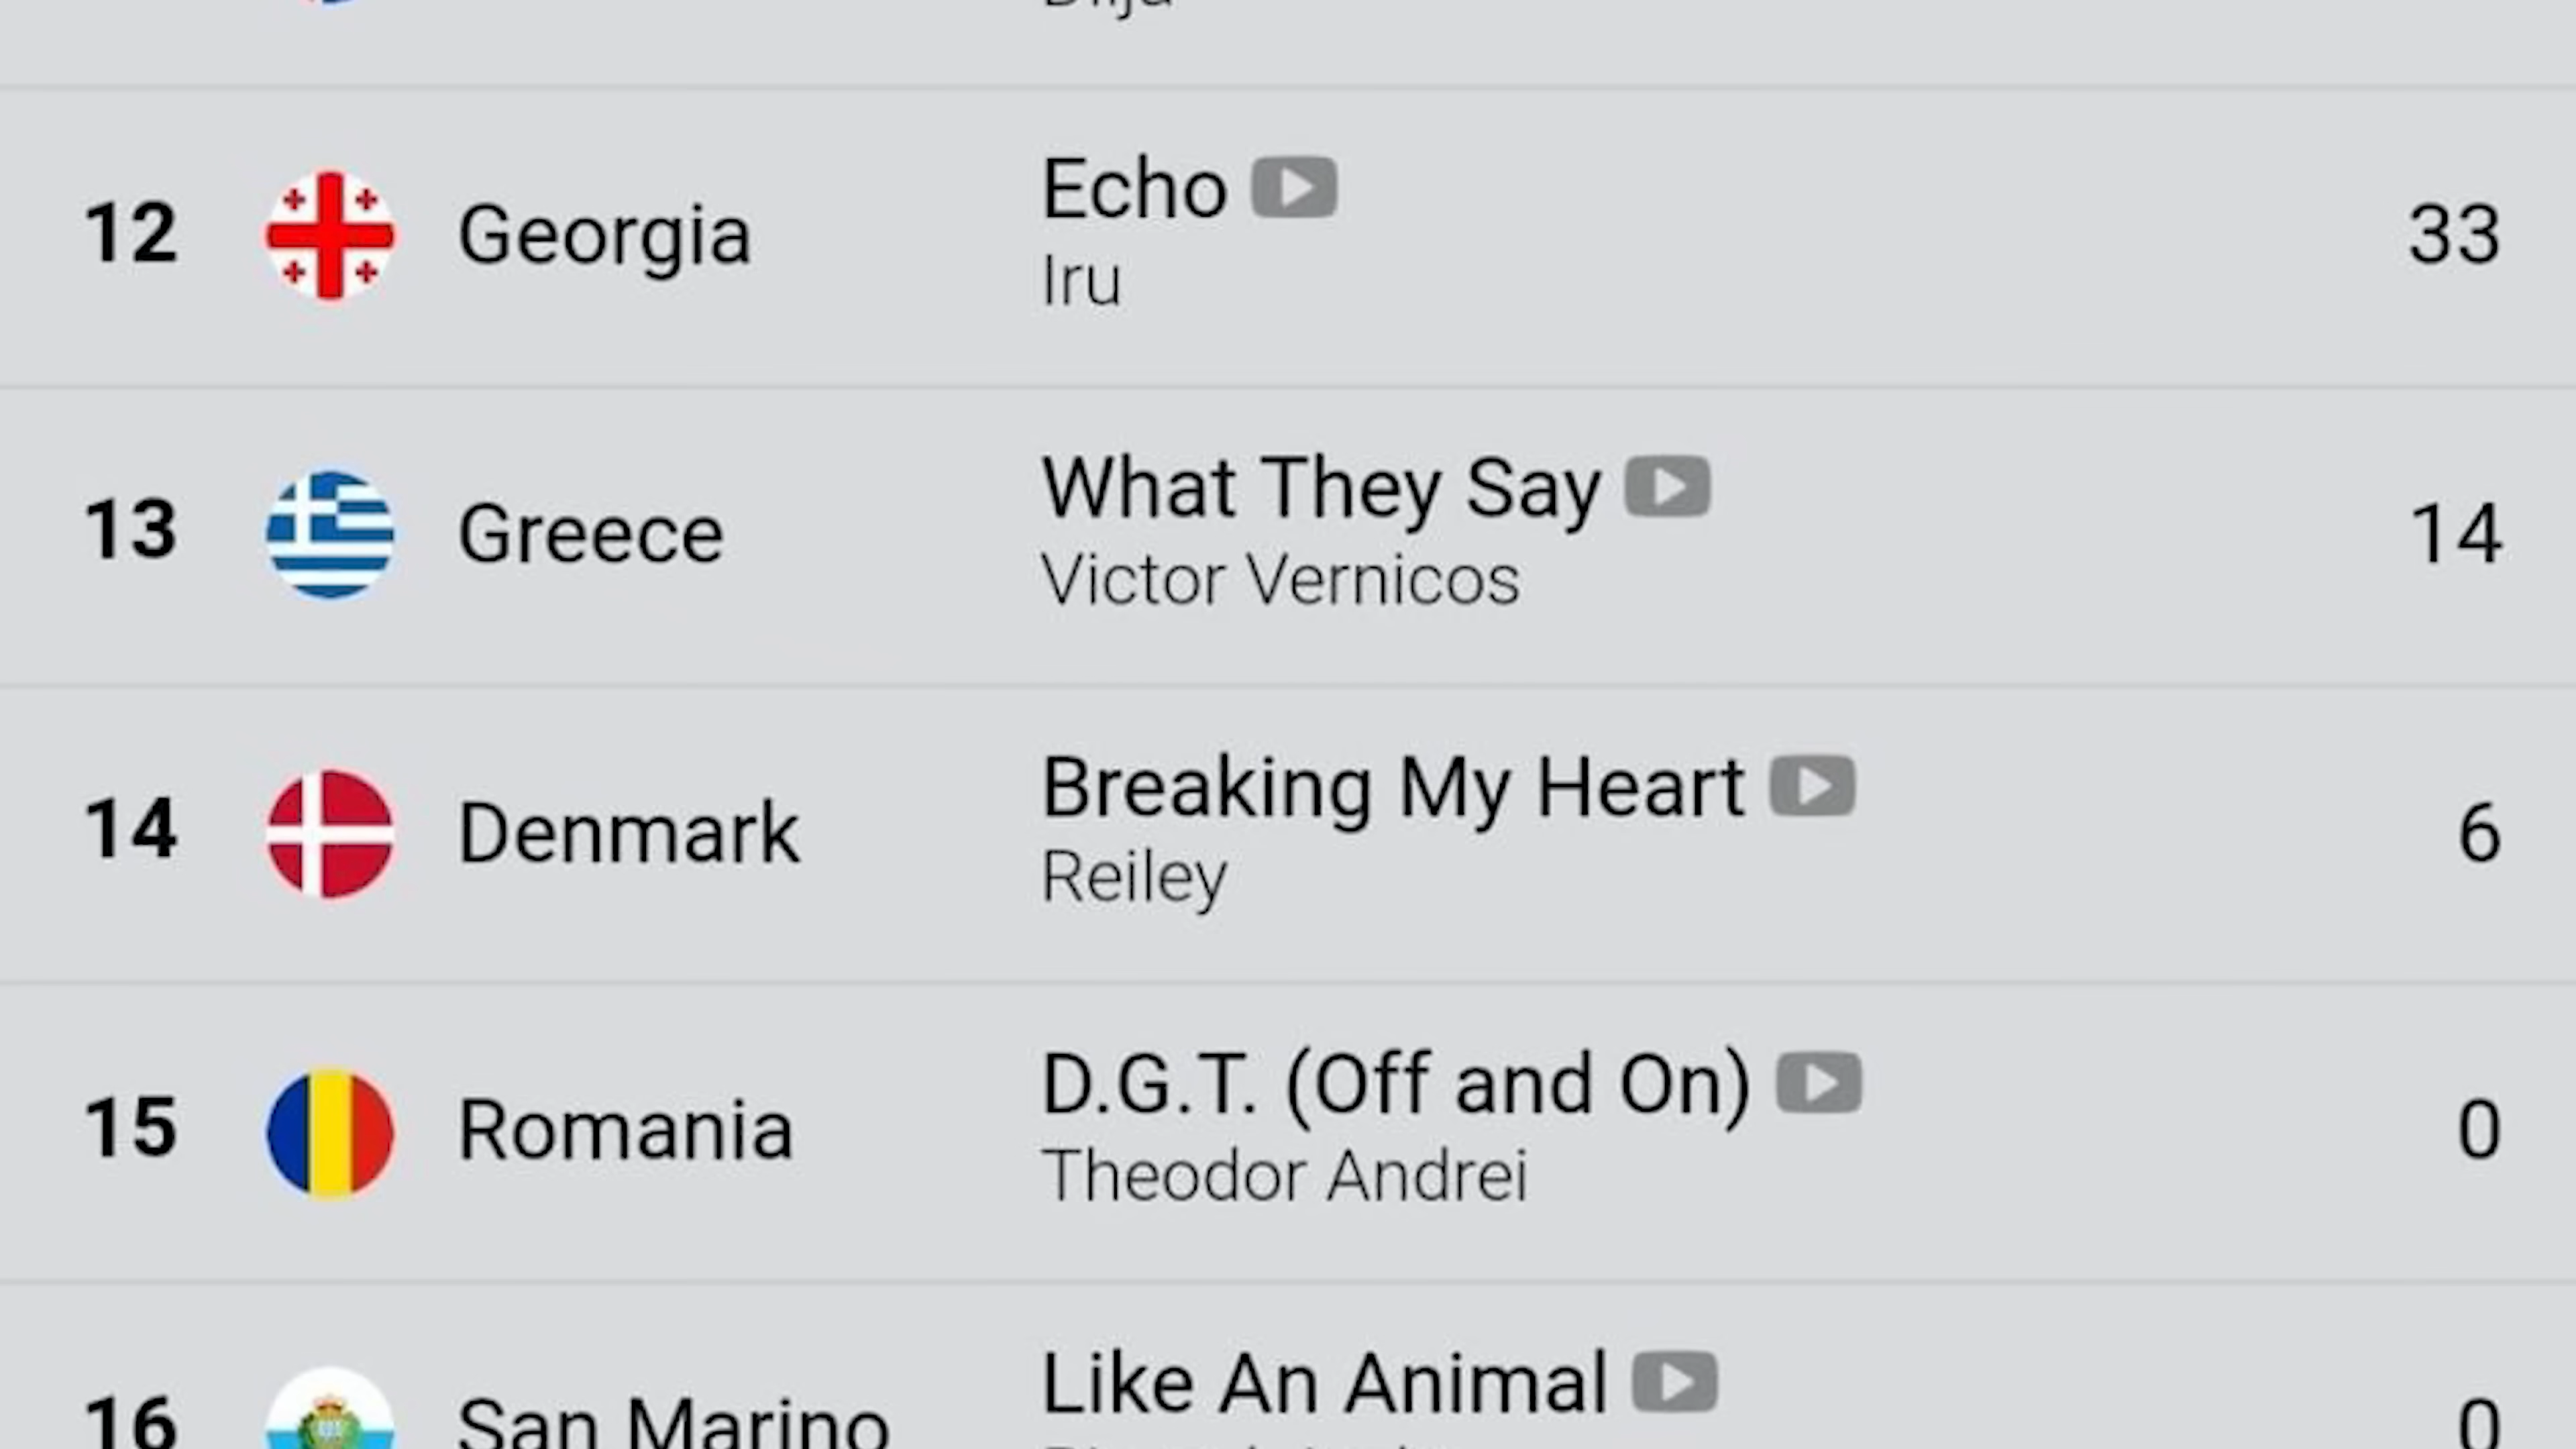 12 Georgia Echo 33
Iru
13 Greece What They Say 14
Victor Vernicos
14 Denmark Breaking My Heart 6
Reiley
15 Romania D.G.T. (Off and On) 0
Theodor Andrei
16 San Marino Like An Animal 0